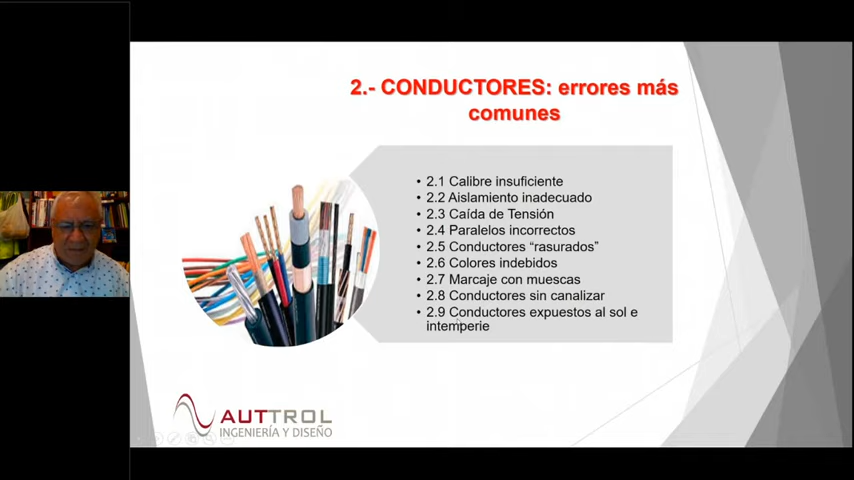 2.- CONDUCTORES: errores más
comunes
• 2.1 Calibre insuficiente
• 2.2 Aislamiento inadecuado
• 2.3 Caída de Tensión
• 2.4 Paralelos incorrectos
• 2.5 Conductores “rasurados”
• 2.6 Colores indebidos
• 2.7 Marcaje con muescas
• 2.8 Conductores sin canalizar
• 2.9 Conductores expuestos al sol e
intemperie
AUTTROL
INGENIERÍA Y DISEÑO